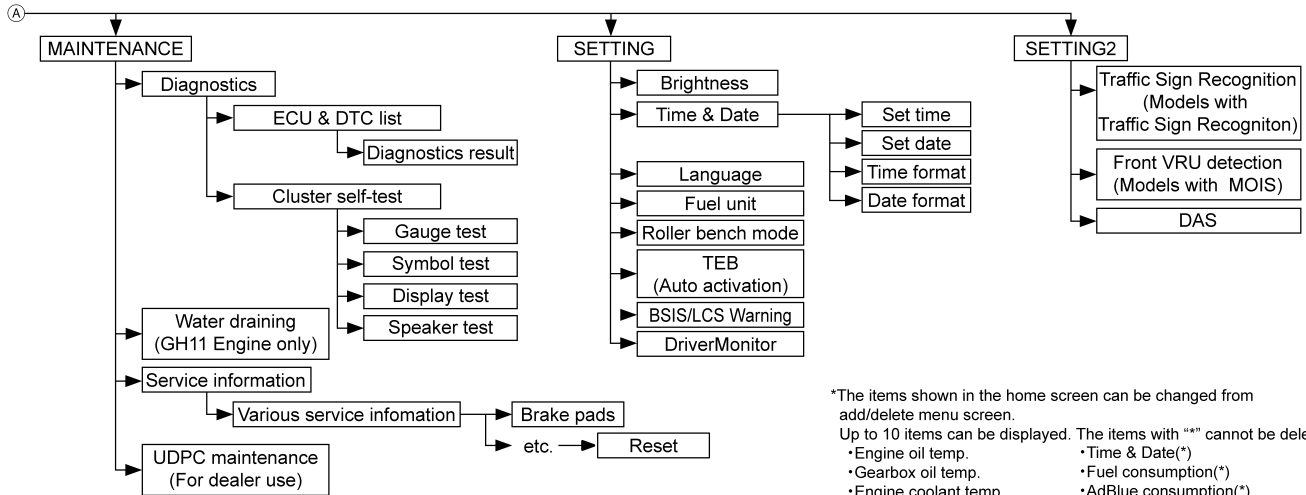 A
MAINTENANCE
Diagnostics
ECU & DTC list
Diagnostics result
Cluster self-test
Gauge test
Symbol test
Display test
Speaker test
Water draining
(GH11 Engine only)
Service information
Various service infomation
Brake pads
etc.
Reset
UDPC maintenance
(For dealer use)
SETTING
Brightness
Time & Date
Set time
Set date
Time format
Date format
Language
Fuel unit
Roller bench mode
TEB
(Auto activation)
BSIS/LCS Warning
DriverMonitor
SETTING2
Traffic Sign Recognition
(Models with
Traffic Sign Recogniton)
Front VRU detection
(Models with MOIS)
DAS
*The items shown in the home screen can be changed from
add/delete menu screen.
Up to 10 items can be displayed. The items with “*” cannot be dele
・Engine oil temp.
・Gearbox oil temp.
・Engine coolant temp
・Time & Date(*)
・Fuel consumption(*)
・AdBlue consumption(*)